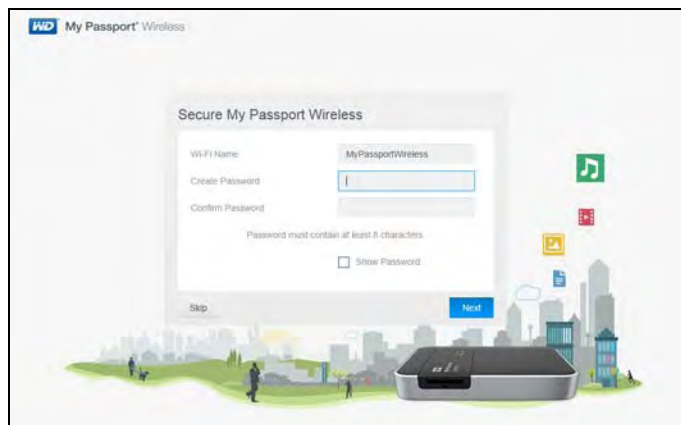 WD My Passport® Wireless
Secure My Passport Wireless
Wi-Fi Name MyPassportWireless
Create Password
Confirm Password
Password must contain at least 8 characters
Show Password
Skip Next